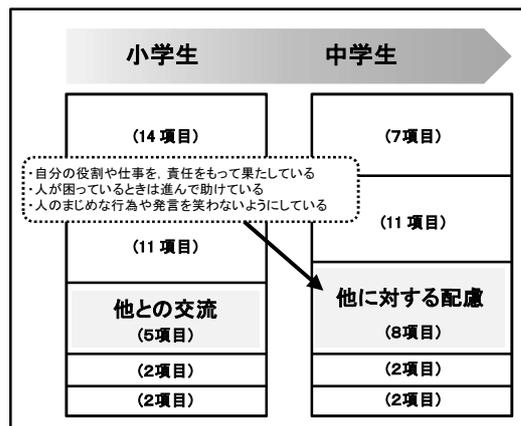 小学生 中学生
(14 項目) (7項目)
・自分の役割や仕事を, 責任をもって果たしている
・人が困っているときは進んで助けている
・人のまじめな行為や発言を笑わないようにしている
(11 項目) (11 項目)
他との交流 他に対する配慮
(5項目) (8項目)
(2項目) (2項目)
(2項目) (2項目)